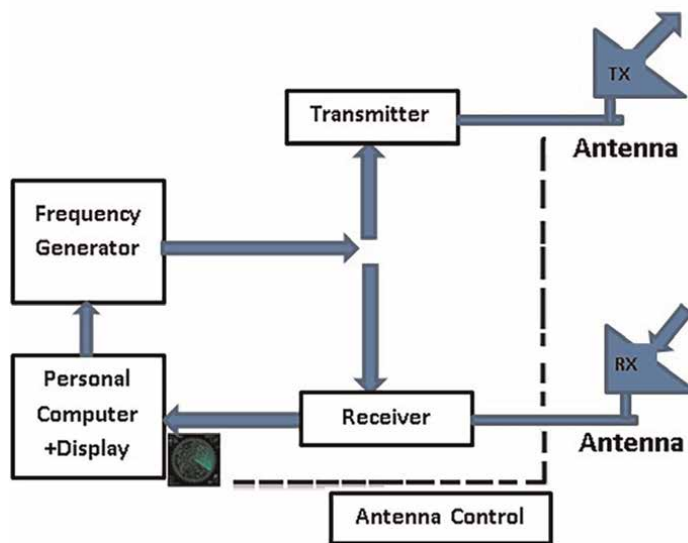 TX
Transmitter
Antenna
Frequency
Generator
RX
Personal
Computer
+Display
Receiver
Antenna
Antenna Control